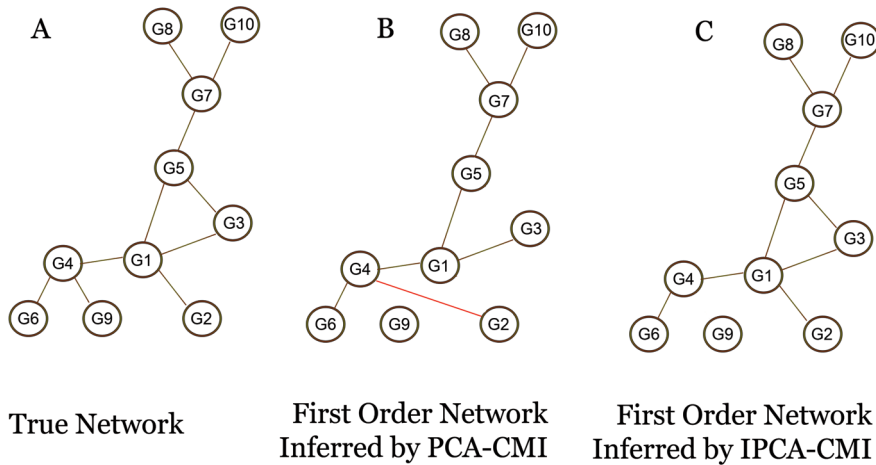 A
B
C
G8
G10
G7
G5
G3
G1
G4
G6
G9
G2
G8
G10
G7
G5
G3
G1
G4
G6
G9
G2
G8
G10
G7
G5
G3
G1
G4
G6
G9
G2
True Network
First Order Network
Inferred by PCA-CMI
First Order Network
Inferred by IPCA-CMI